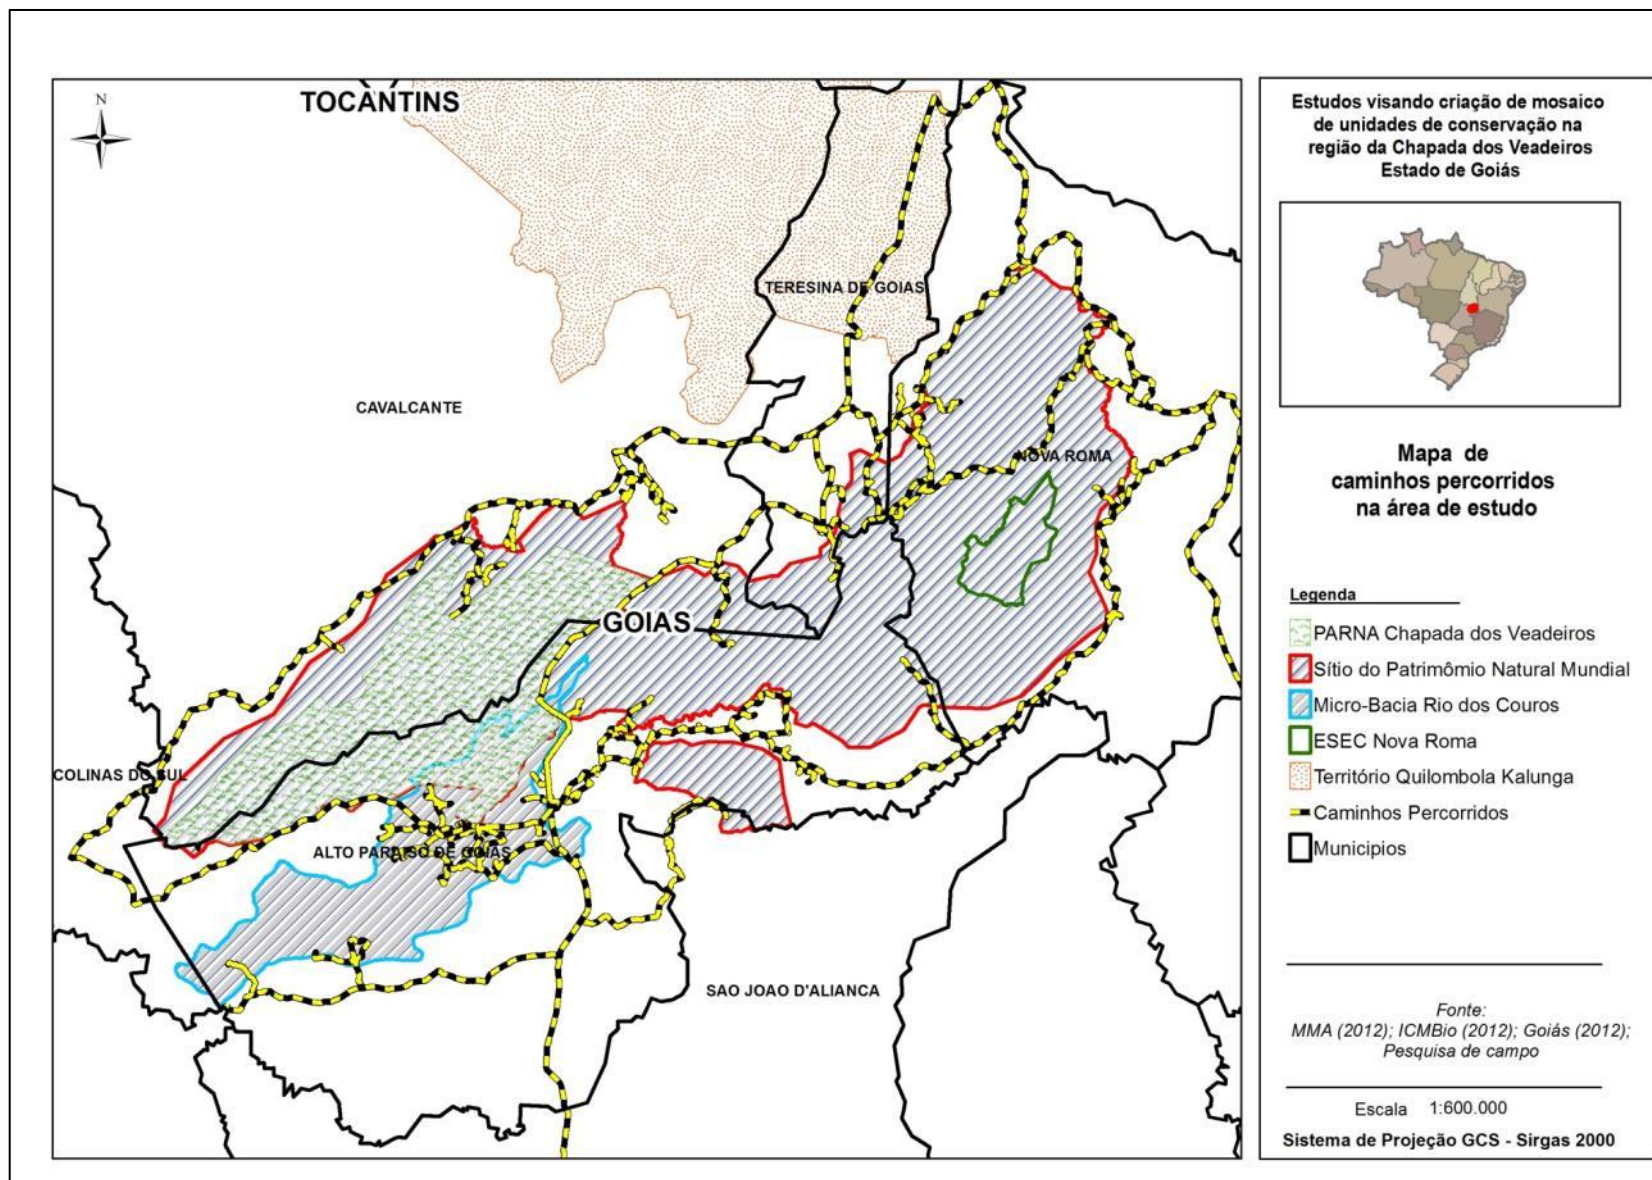 N
TOCANTINS
TERESINA DE GOIAS
CAVALCANTE
NOVA ROMA
GOIAS
COLINAS DO SUL
ALTO PARAISO DE GOIAS
SAO JOAO D'ALIANCA
Estudos visando criação de mosaico
de unidades de conservação na
região da Chapada dos Veadeiros
Estado de Goiás
Mapa de
caminhos percorridos
na área de estudo
Legenda
PARNA Chapada dos Veadeiros
Sítio do Patrimômio Natural Mundial
Micro-Bacia Rio dos Couros
ESEC Nova Roma
Território Quilombola Kalunga
Caminhos Percorridos
Municipios
Fonte:
MMA (2012); ICMBio (2012); Goiás (2012);
Pesquisa de campo
Escala 1:600.000
Sistema de Projeção GCS - Sirgas 2000